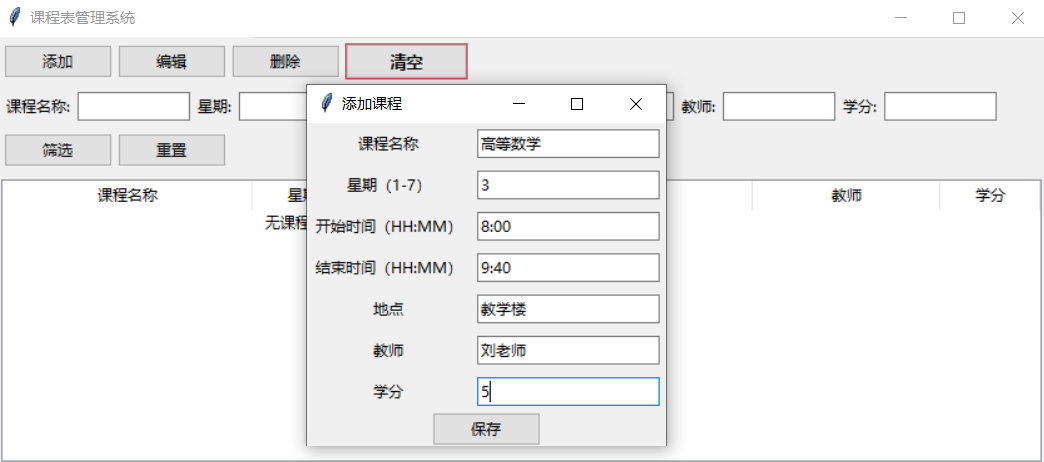 课程表管理系统
添加 编辑 删除 清空
添加课程
课程名称: 星期: 教师: 学分:
筛选 重置
课程名称 教师 学分
无课程
课程名称 高等数学
星期（1-7） 3
开始时间（HH:MM） 8:00
结束时间（HH:MM） 9:40
地点 教学楼
教师 刘老师
学分 5
保存